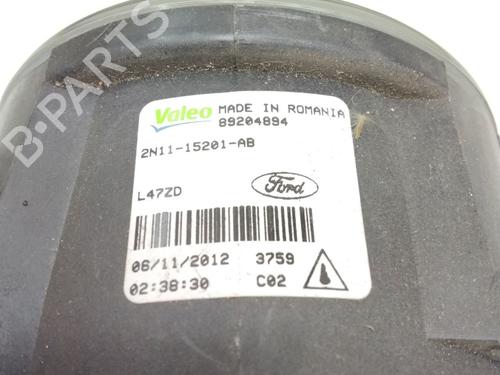 B-PARTS
Valeo MADE IN ROMANIA
89204894
2N11-15201-AB
L47ZD
Ford
06/11/2012 3759
02:38:30 C02